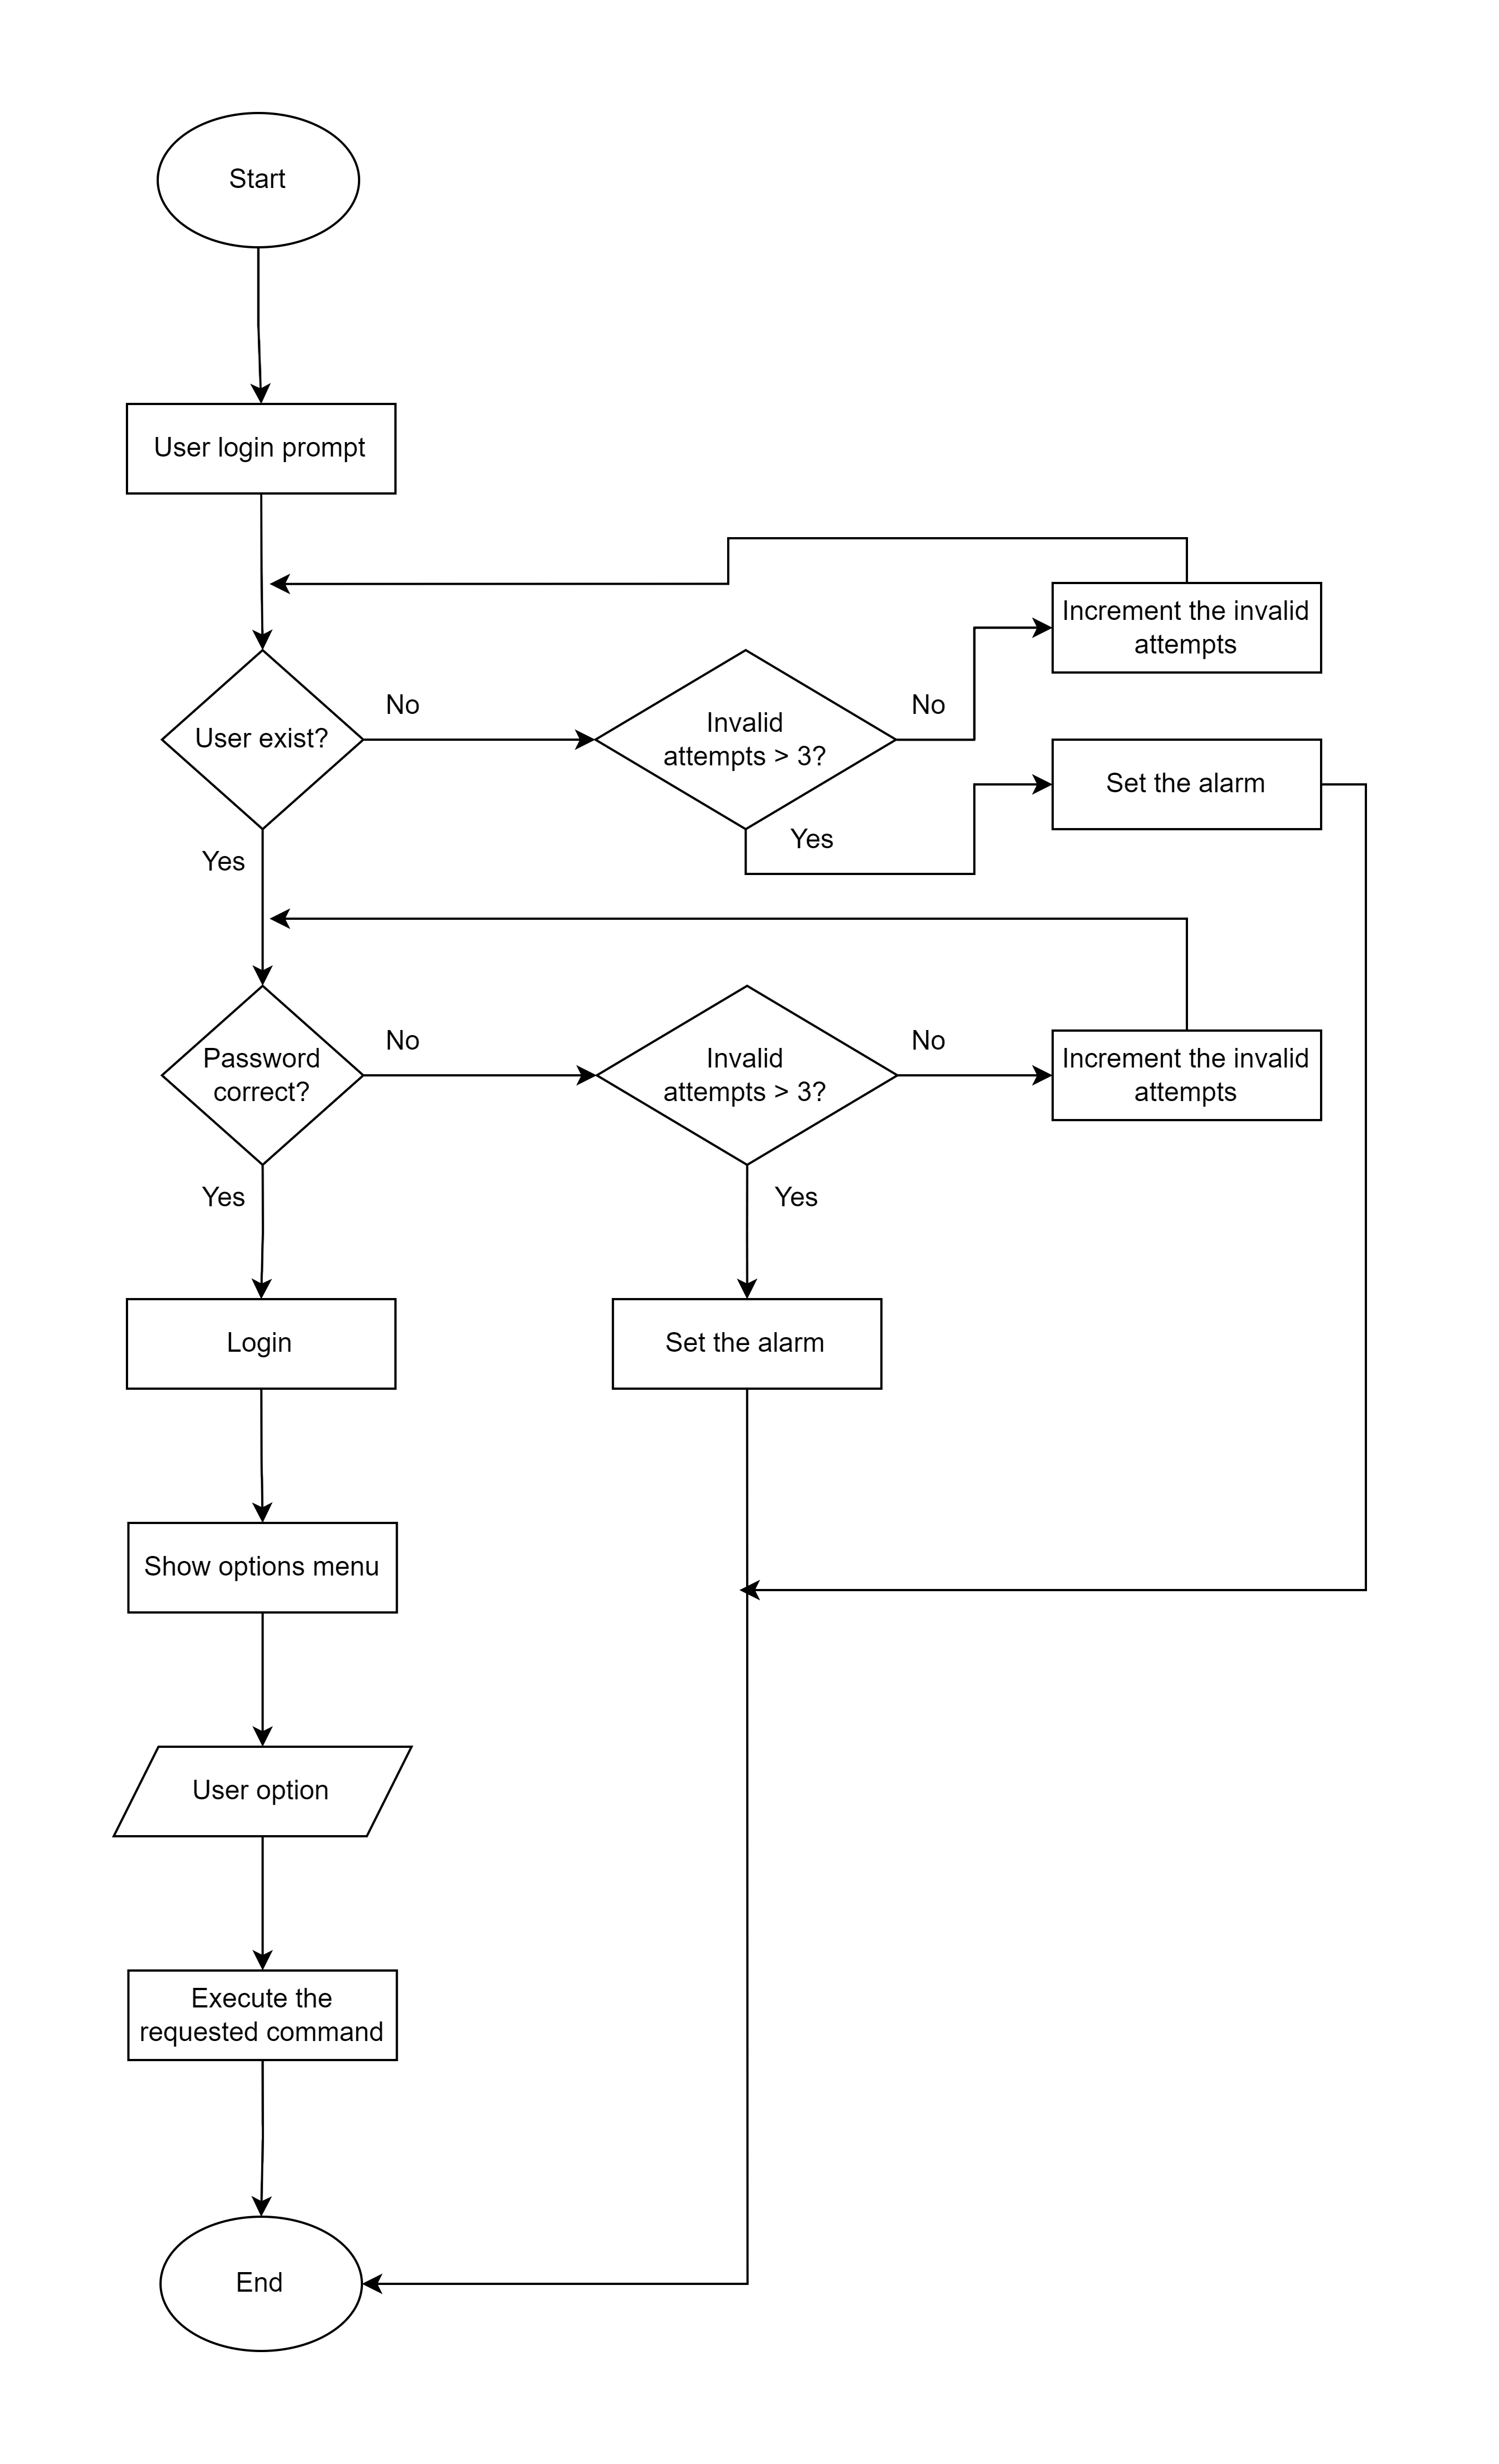 Start
User login prompt
Increment the invalid
attempts
User exist?
No
Invalid
attempts > 3?
No
Set the alarm
Yes
Yes
Password
correct?
No
Invalid
attempts > 3?
No
Increment the invalid
attempts
Yes
Yes
Login
Set the alarm
Show options menu
User option
Execute the
requested command
End